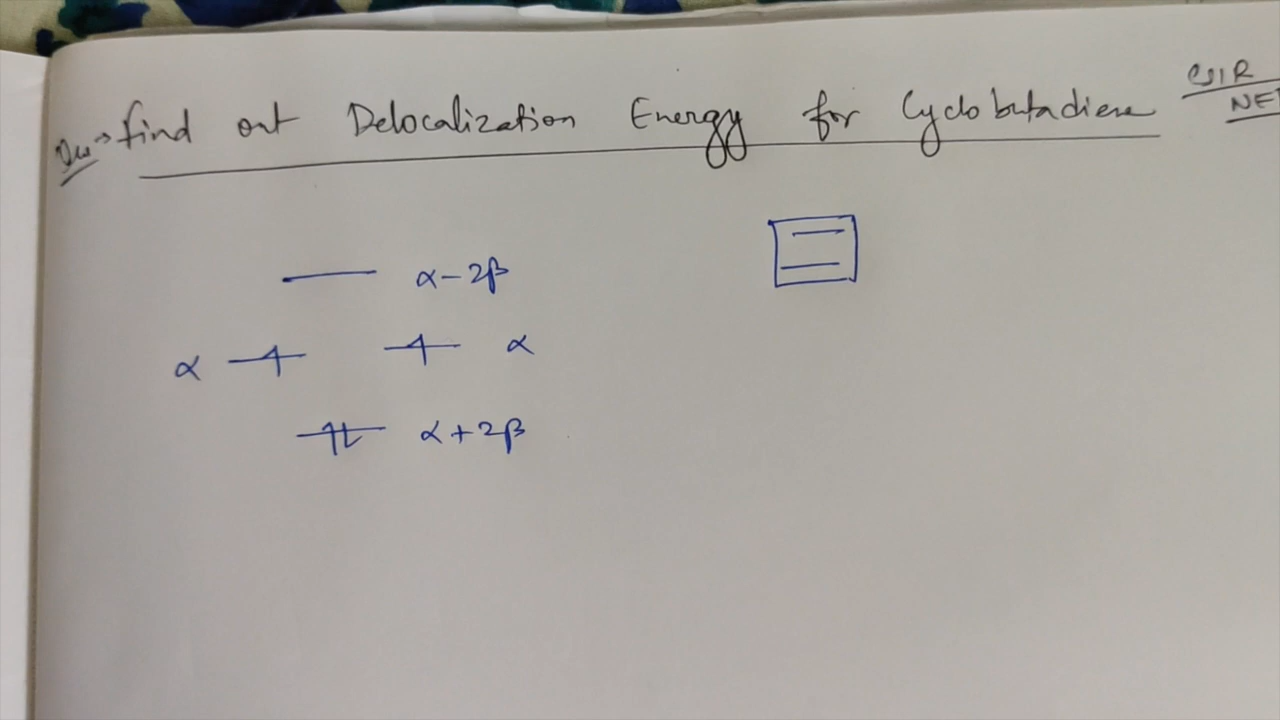 Qu→ find out Delocalization Energy for Cyclobutadiene
CSIR
NET
α-2β
α α
α+2β